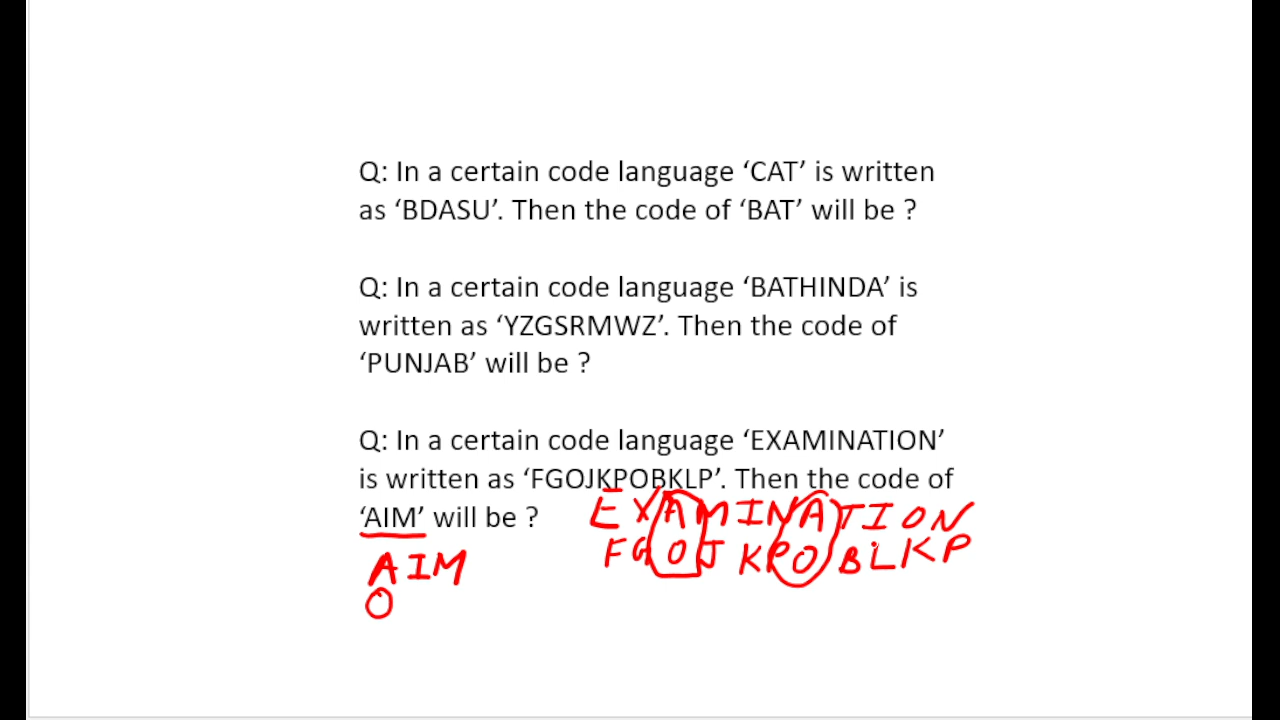 Q: In a certain code language ‘CAT’ is written
as ‘BDASU’. Then the code of ‘BAT’ will be ?
Q: In a certain code language ‘BATHINDA’ is
written as ‘YZGSRMWZ’. Then the code of
‘PUNJAB’ will be ?
Q: In a certain code language ‘EXAMINATION’
is written as ‘FGOJKPOBKLP’. Then the code of
‘AIM’ will be ?
EXAMINATION
FGOJKPOBLKP
AIM
O